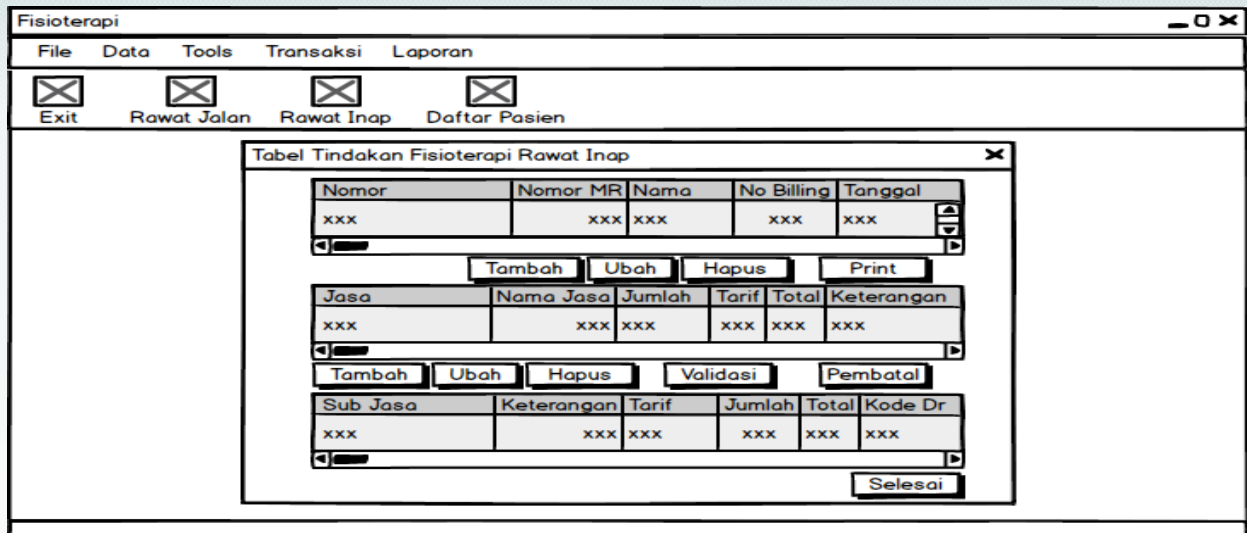 Fisioterapi
File Data Tools Transaksi Laporan
Exit Rawat Jalan Rawat Inap Daftar Pasien
Tabel Tindakan Fisioterapi Rawat Inap
Nomor Nomor MR Nama No Billing Tanggal
xxx xxx xxx xxx xxx
Tambah Ubah Hapus Print
Jasa Nama Jasa Jumlah Tarif Total Keterangan
xxx xxx xxx xxx xxx xxx
Tambah Ubah Hapus Validasi Pembatal
Sub Jasa Keterangan Tarif Jumlah Total Kode Dr
xxx xxx xxx xxx xxx xxx
Selesai